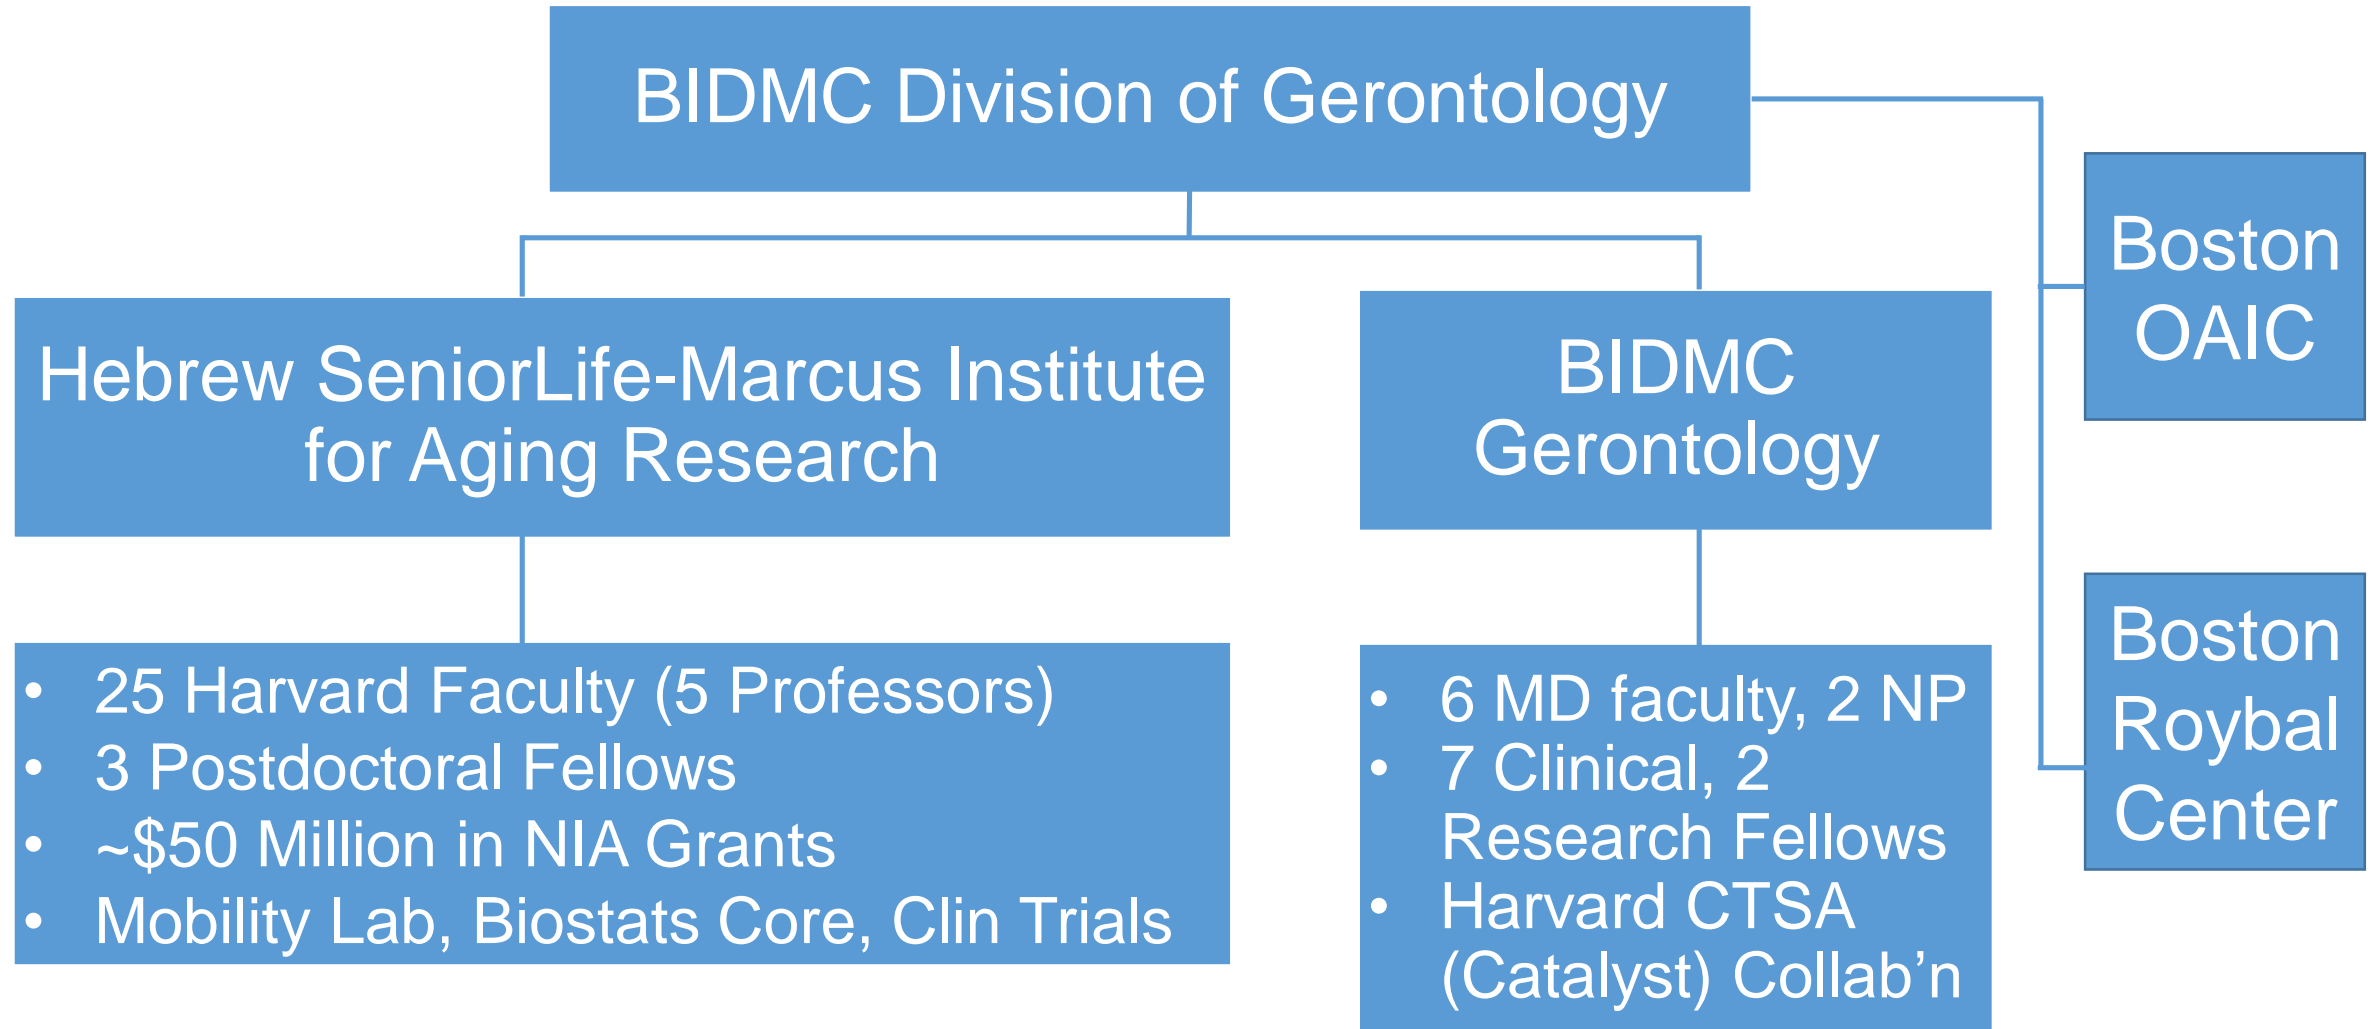 BIDMC Division of Gerontology
Hebrew SeniorLife-Marcus Institute
for Aging Research
• 25 Harvard Faculty (5 Professors)
• 3 Postdoctoral Fellows
• ~$50 Million in NIA Grants
• Mobility Lab, Biostats Core, Clin Trials
BIDMC
Gerontology
• 6 MD faculty, 2 NP
• 7 Clinical, 2
Research Fellows
• Harvard CTSA
(Catalyst) Collab’n
Boston
OAIC
Boston
Roybal
Center